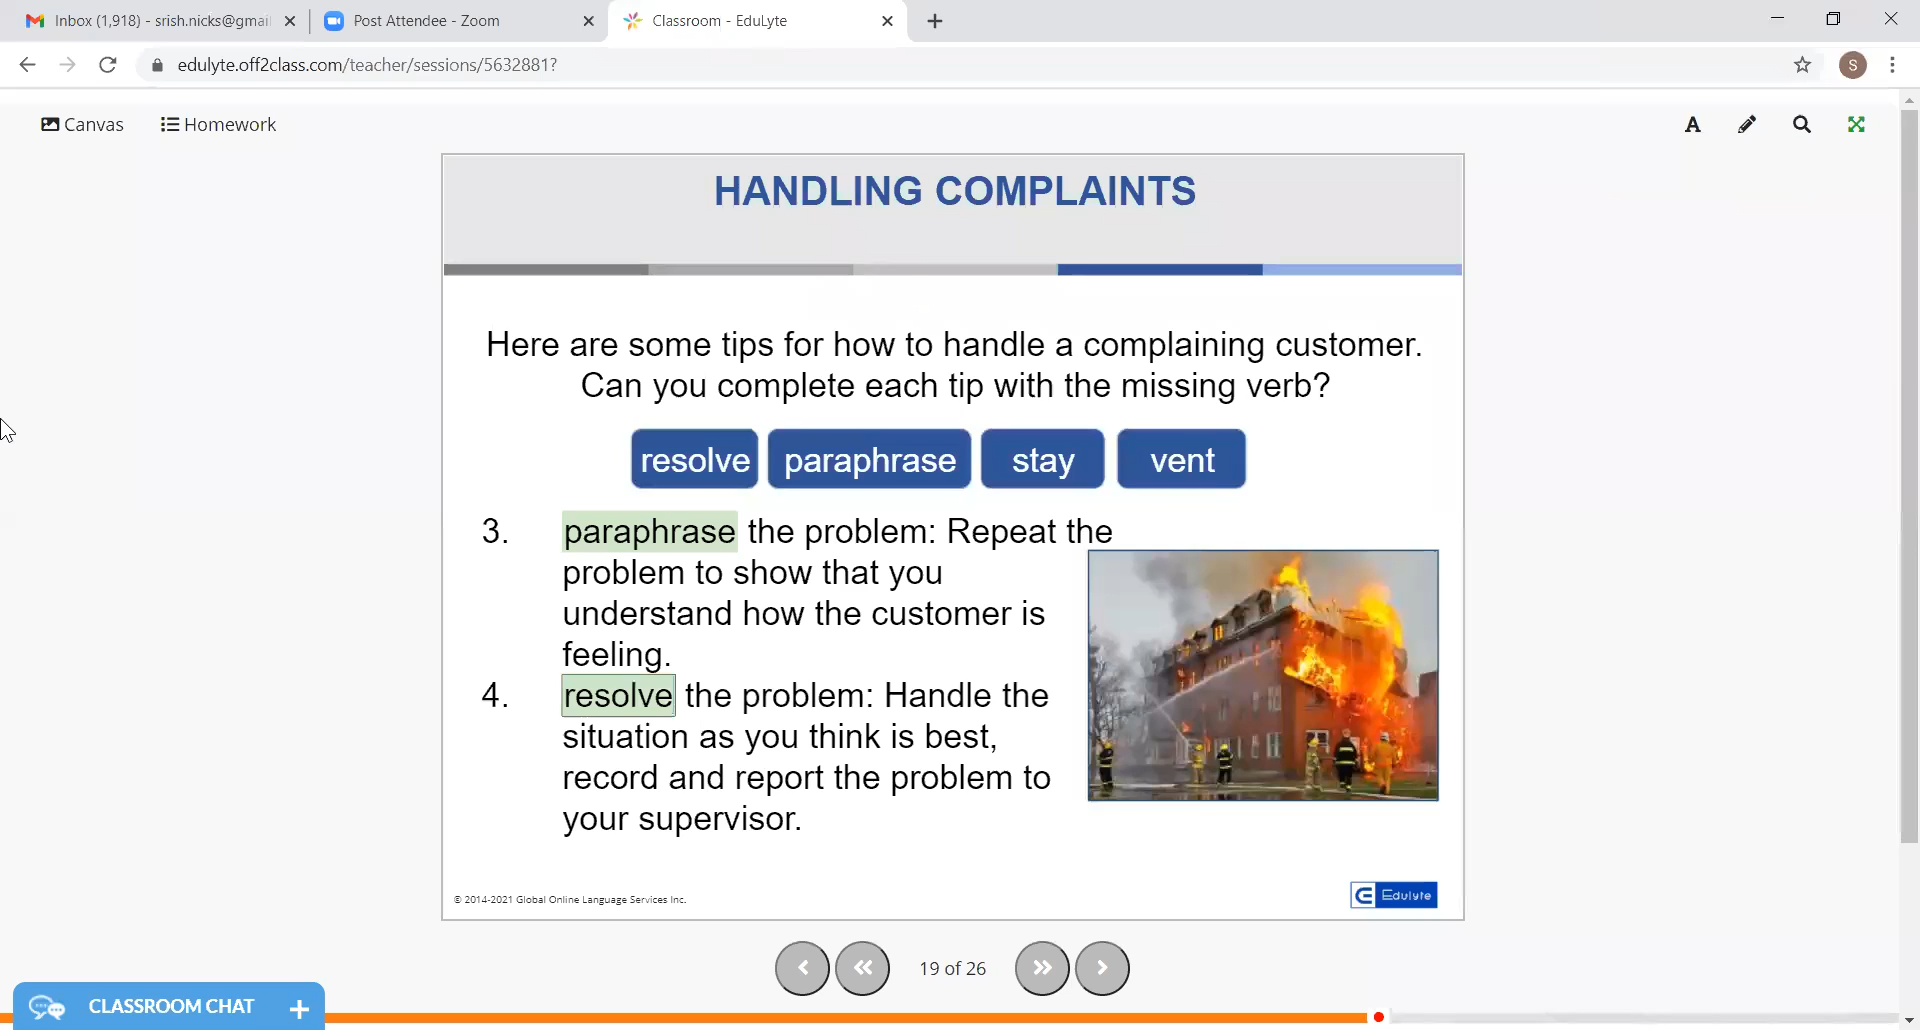 Inbox (1,918) - srish.nicks@gmai
Post Attendee - Zoom
Classroom - EduLyte
edulyte.off2class.com/teacher/sessions/5632881?
S
Canvas
Homework
A
HANDLING COMPLAINTS
Here are some tips for how to handle a complaining customer.
Can you complete each tip with the missing verb?
resolve paraphrase stay vent
3. paraphrase the problem: Repeat the
problem to show that you
understand how the customer is
feeling.
4. resolve the problem: Handle the
situation as you think is best,
record and report the problem to
your supervisor.
© 2014-2021 Global Online Language Services Inc.
Edulyte
19 of 26
CLASSROOM CHAT +